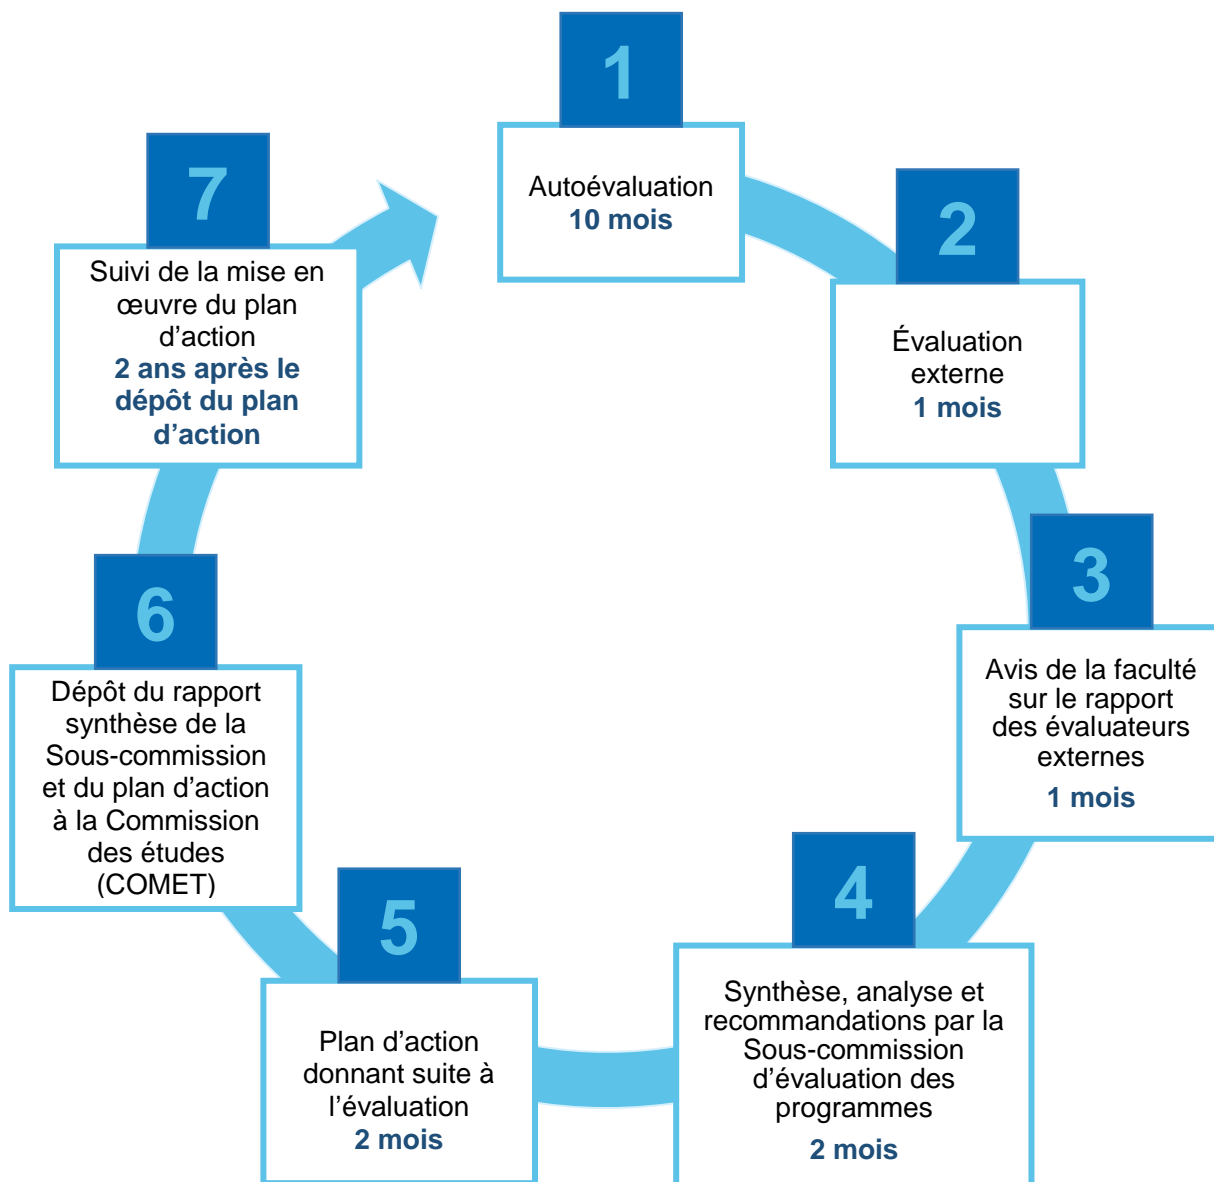 1
Autoévaluation
10 mois
2
Évaluation
externe
1 mois
3
Avis de la faculté
sur le rapport
des évaluateurs
externes
1 mois
4
Synthèse, analyse et
recommandations par la
Sous-commission
d’évaluation des
programmes
2 mois
5
Plan d’action
donnant suite à
l’évaluation
2 mois
6
Dépôt du rapport
synthèse de la
Sous-commission
et du plan d’action
à la Commission
des études
(COMET)
7
Suivi de la mise en
œuvre du plan
d’action
2 ans après le
dépôt du plan
d’action